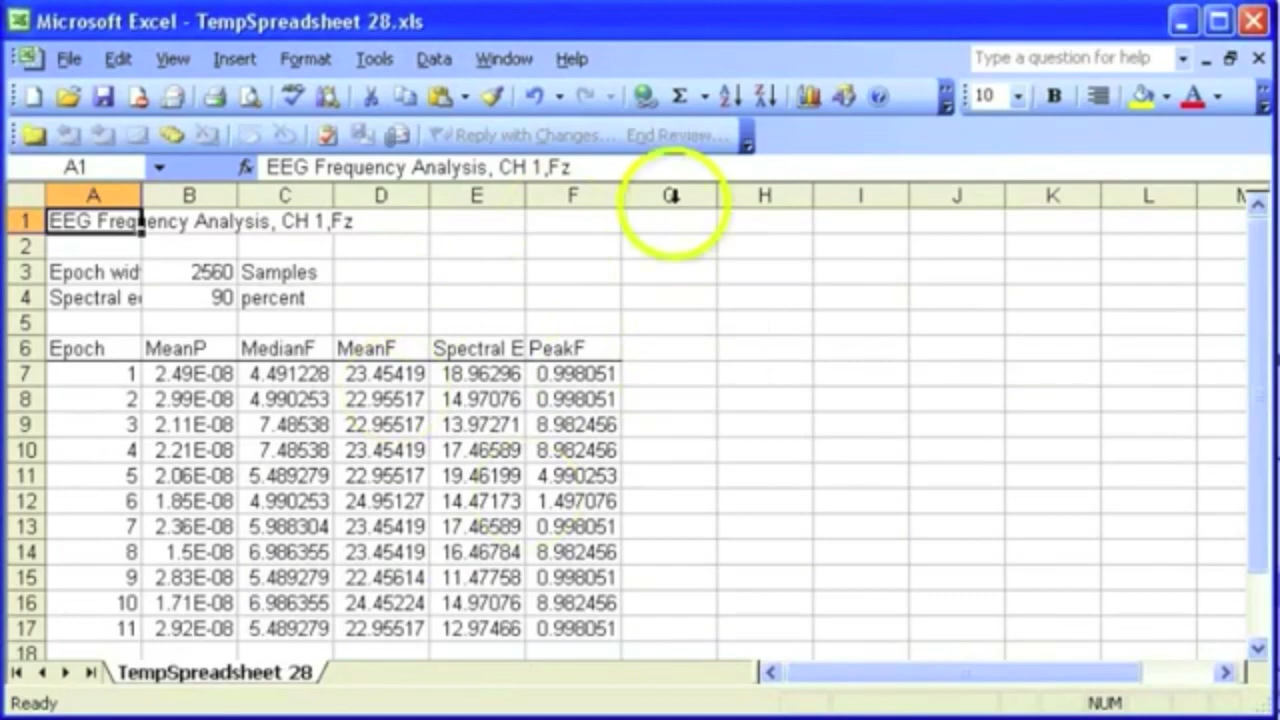 Microsoft Excel - TempSpreadsheet 28.xls
File Edit View Insert Format Tools Data Window Help Type a question for help
10 B A
Reply with Changes... End Review...
A1 fx EEG Frequency Analysis, CH 1,Fz
A B C D E F G H I J K L M
1 EEG Frequency Analysis, CH 1,Fz
2
3 Epoch wid 2560 Samples
4 Spectral e 90 percent
5
6 Epoch MeanP MedianF MeanF Spectral E PeakF
7 1 2.49E-08 4.491228 23.45419 18.96296 0.998051
8 2 2.99E-08 4.990253 22.95517 14.97076 0.998051
9 3 2.11E-08 7.48538 22.95517 13.97271 8.982456
10 4 2.21E-08 7.48538 23.45419 17.46589 8.982456
11 5 2.06E-08 5.489279 22.95517 19.46199 4.990253
12 6 1.85E-08 4.990253 24.95127 14.47173 1.497076
13 7 2.36E-08 5.988304 23.45419 17.46589 0.998051
14 8 1.5E-08 6.986355 23.45419 16.46784 8.982456
15 9 2.83E-08 5.489279 22.45614 11.47758 0.998051
16 10 1.71E-08 6.986355 24.45224 14.97076 8.982456
17 11 2.92E-08 5.489279 22.95517 12.97466 0.998051
18
TempSpreadsheet 28
Ready NUM